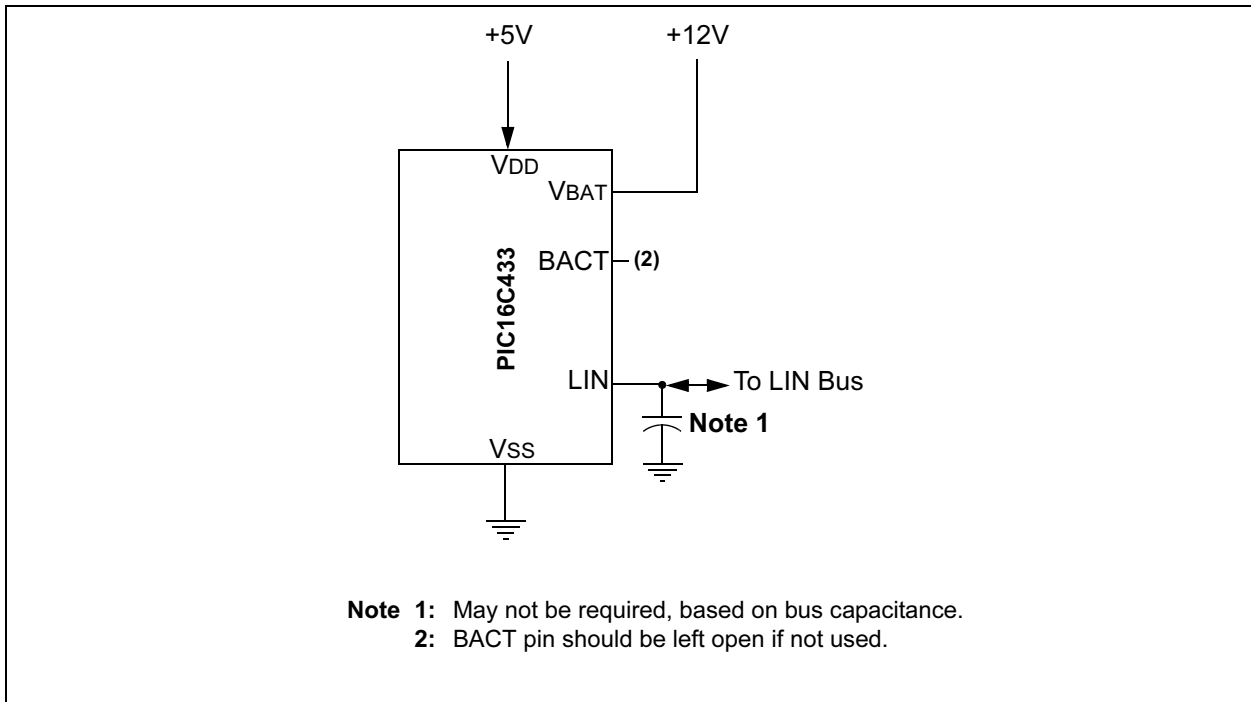 +5V +12V
VDD
VBAT
BACT (2)
PIC16C433
LIN To LIN Bus
Note 1
VSS
Note 1: May not be required, based on bus capacitance.
2: BACT pin should be left open if not used.